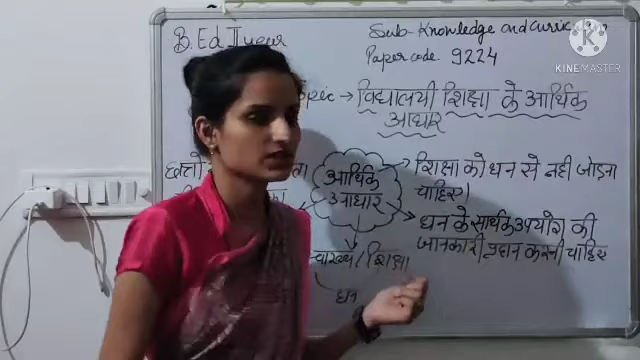 B.Ed II year
Sub- Knowledge and curric
Paper code. 9224
KINEMASTER
opic → विद्यालयी शिक्षा के आर्थिक
आधार
आर्थिक
आधार
शिक्षा को धन से नही जोड़ना
चाहिए।
धन के सार्थक उपयोग की
जानकारी प्रदान करनी चाहिए
/ शिक्षा
धन